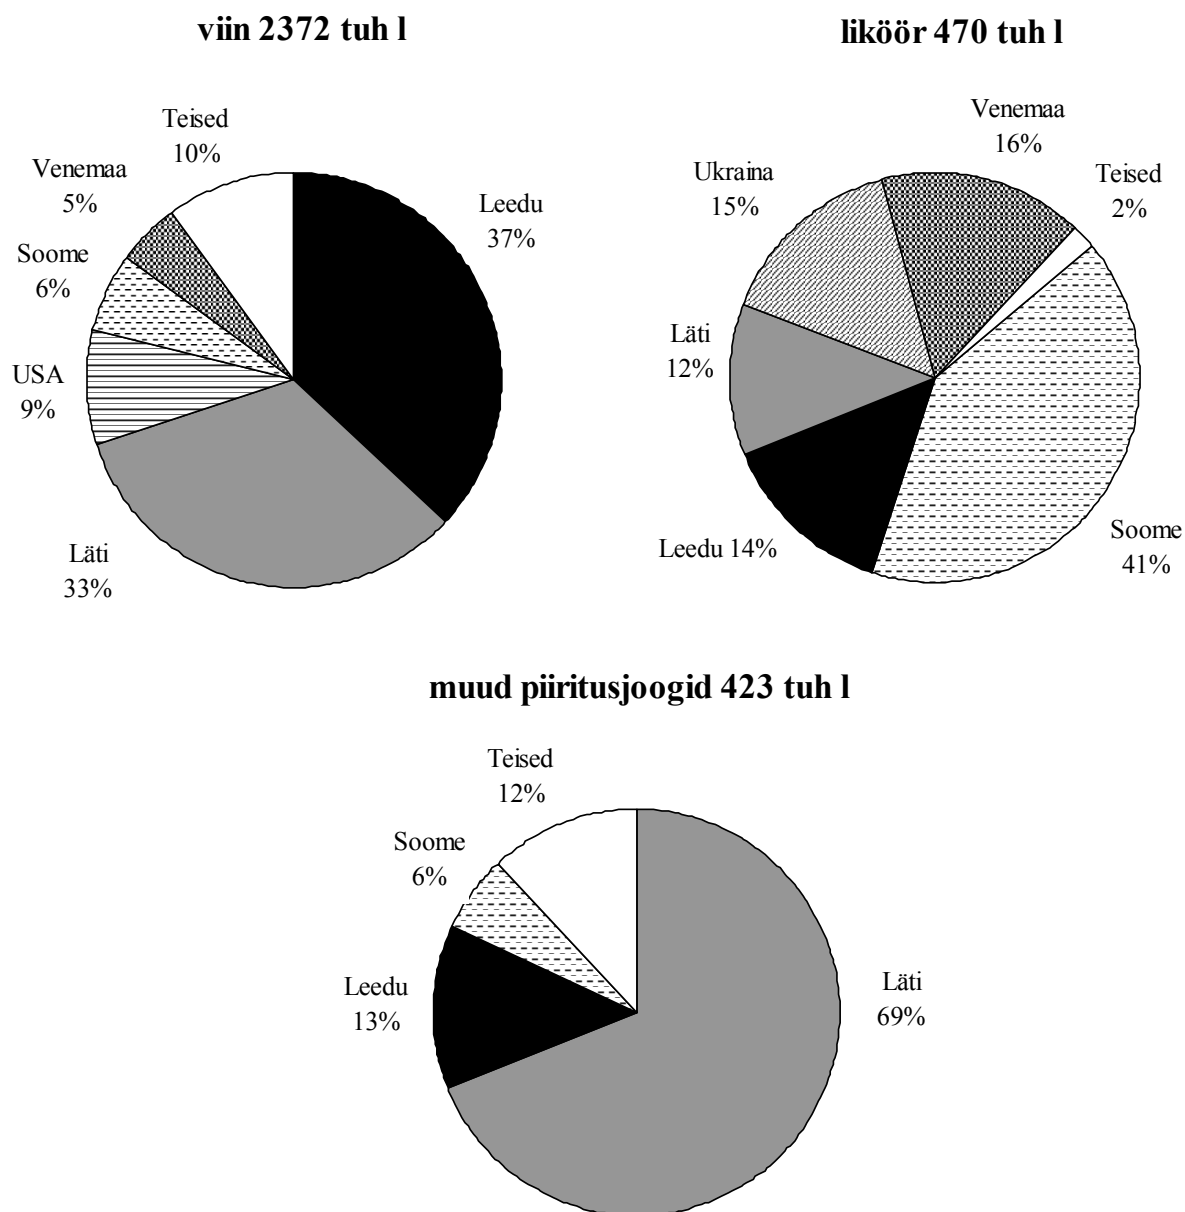 viin 2372 tuh l
Teised
10%
Venemaa
5%
Soome
6%
USA
9%
Läti
33%
Leedu
37%
liköör 470 tuh l
Venemaa
16%
Teised
2%
Ukraina
15%
Läti
12%
Leedu 14%
Soome
41%
muud piiritusjoogid 423 tuh l
Teised
12%
Soome
6%
Leedu
13%
Läti
69%